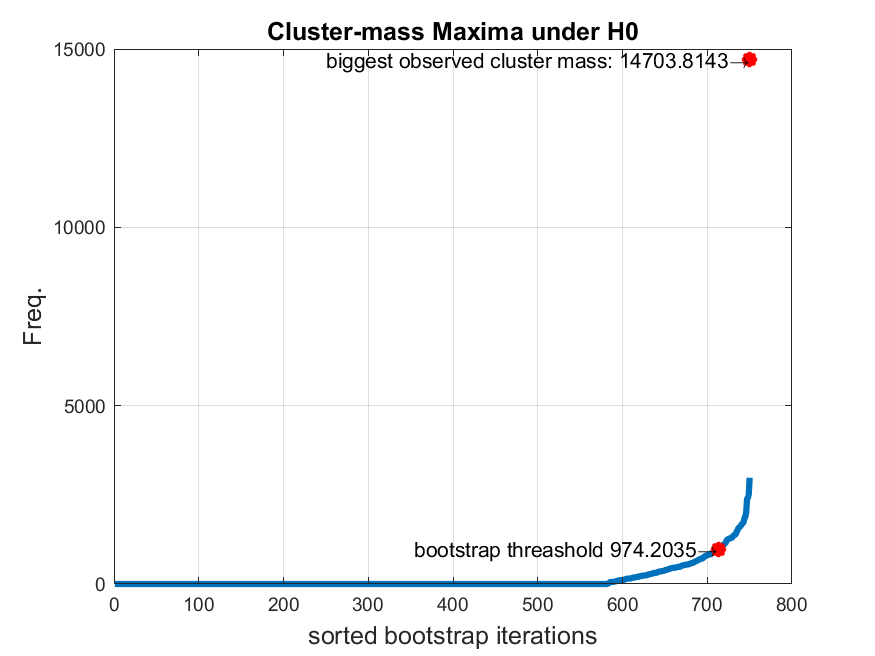 Cluster-mass Maxima under H0
15000
biggest observed cluster mass: 14703.8143→
10000
Freq.
5000
bootstrap threashold 974.2035→
0
0 100 200 300 400 500 600 700 800
sorted bootstrap iterations